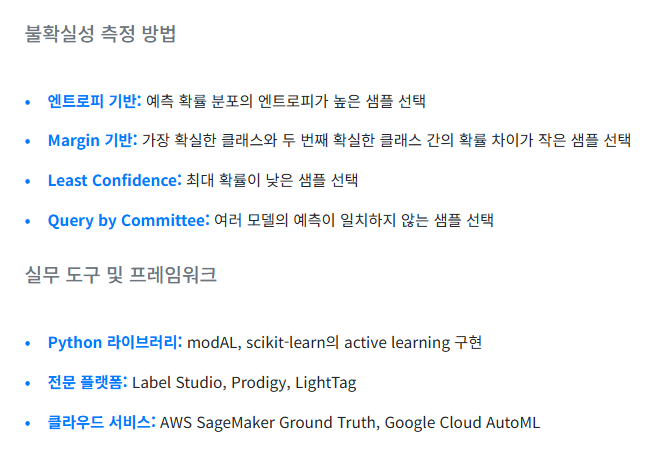 불확실성 측정 방법
• 엔트로피 기반: 예측 확률 분포의 엔트로피가 높은 샘플 선택
• Margin 기반: 가장 확실한 클래스와 두 번째 확실한 클래스 간의 확률 차이가 작은 샘플 선택
• Least Confidence: 최대 확률이 낮은 샘플 선택
• Query by Committee: 여러 모델의 예측이 일치하지 않는 샘플 선택
실무 도구 및 프레임워크
• Python 라이브러리: modAL, scikit-learn의 active learning 구현
• 전문 플랫폼: Label Studio, Prodigy, LightTag
• 클라우드 서비스: AWS SageMaker Ground Truth, Google Cloud AutoML